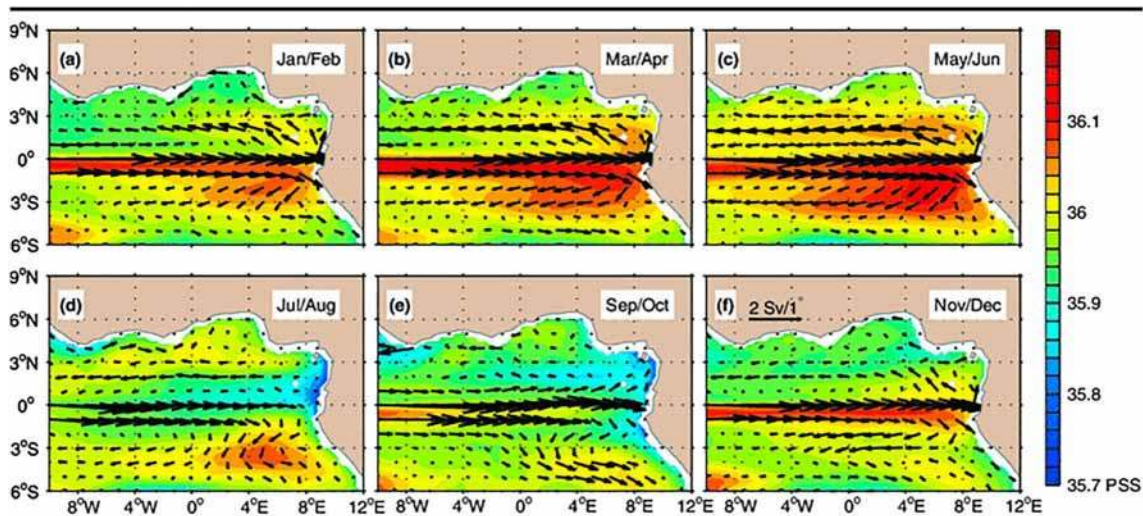 9°N
6°N
3°N
0°
3°S
6°S
(a) Jan/Feb
(b) Mar/Apr
(c) May/Jun
36.1
36
35.9
35.8
35.7 PSS
9°N
6°N
3°N
0°
3°S
6°S
(d) Jul/Aug
(e) Sep/Oct
(f) 2 Sv/1° Nov/Dec
8°W 4°W 0° 4°E 8°E 12°E 8°W 4°W 0° 4°E 8°E 12°E 8°W 4°W 0° 4°E 8°E 12°E